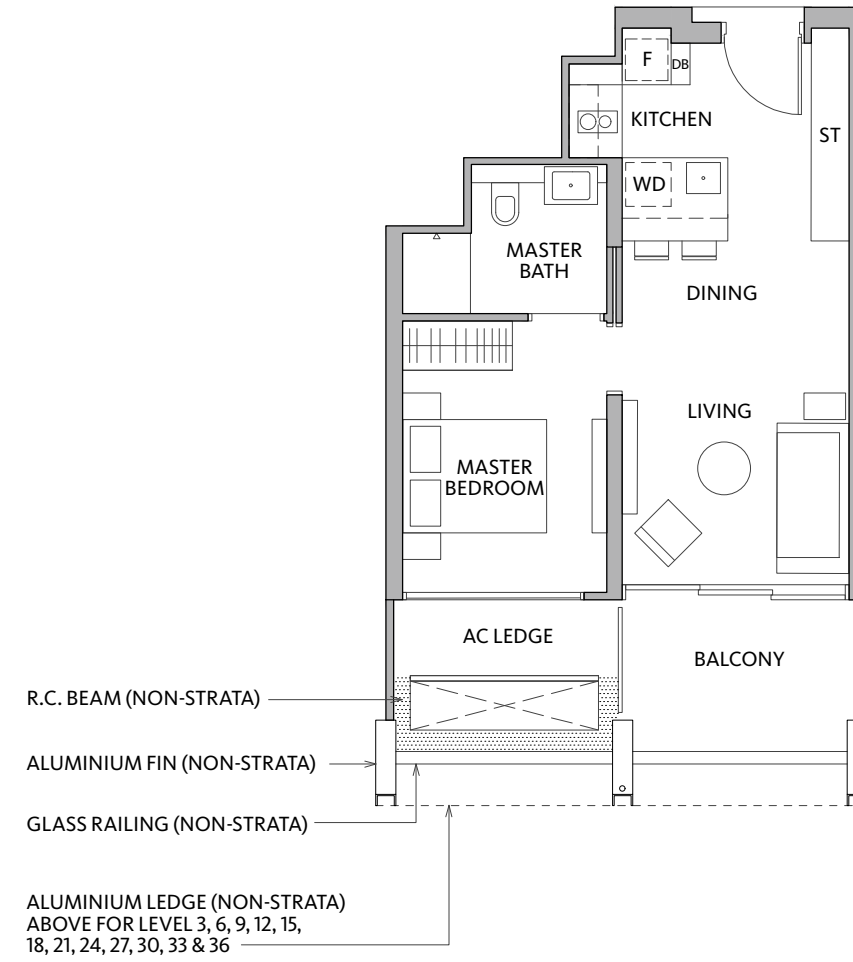 F
DB
KITCHEN
ST
WD
MASTER
BATH
DINING
LIVING
MASTER
BEDROOM
AC LEDGE
BALCONY
R.C. BEAM (NON-STRATA)
ALUMINIUM FIN (NON-STRATA)
GLASS RAILING (NON-STRATA)
ALUMINIUM LEDGE (NON-STRATA)
ABOVE FOR LEVEL 3, 6, 9, 12, 15,
18, 21, 24, 27, 30, 33 & 36